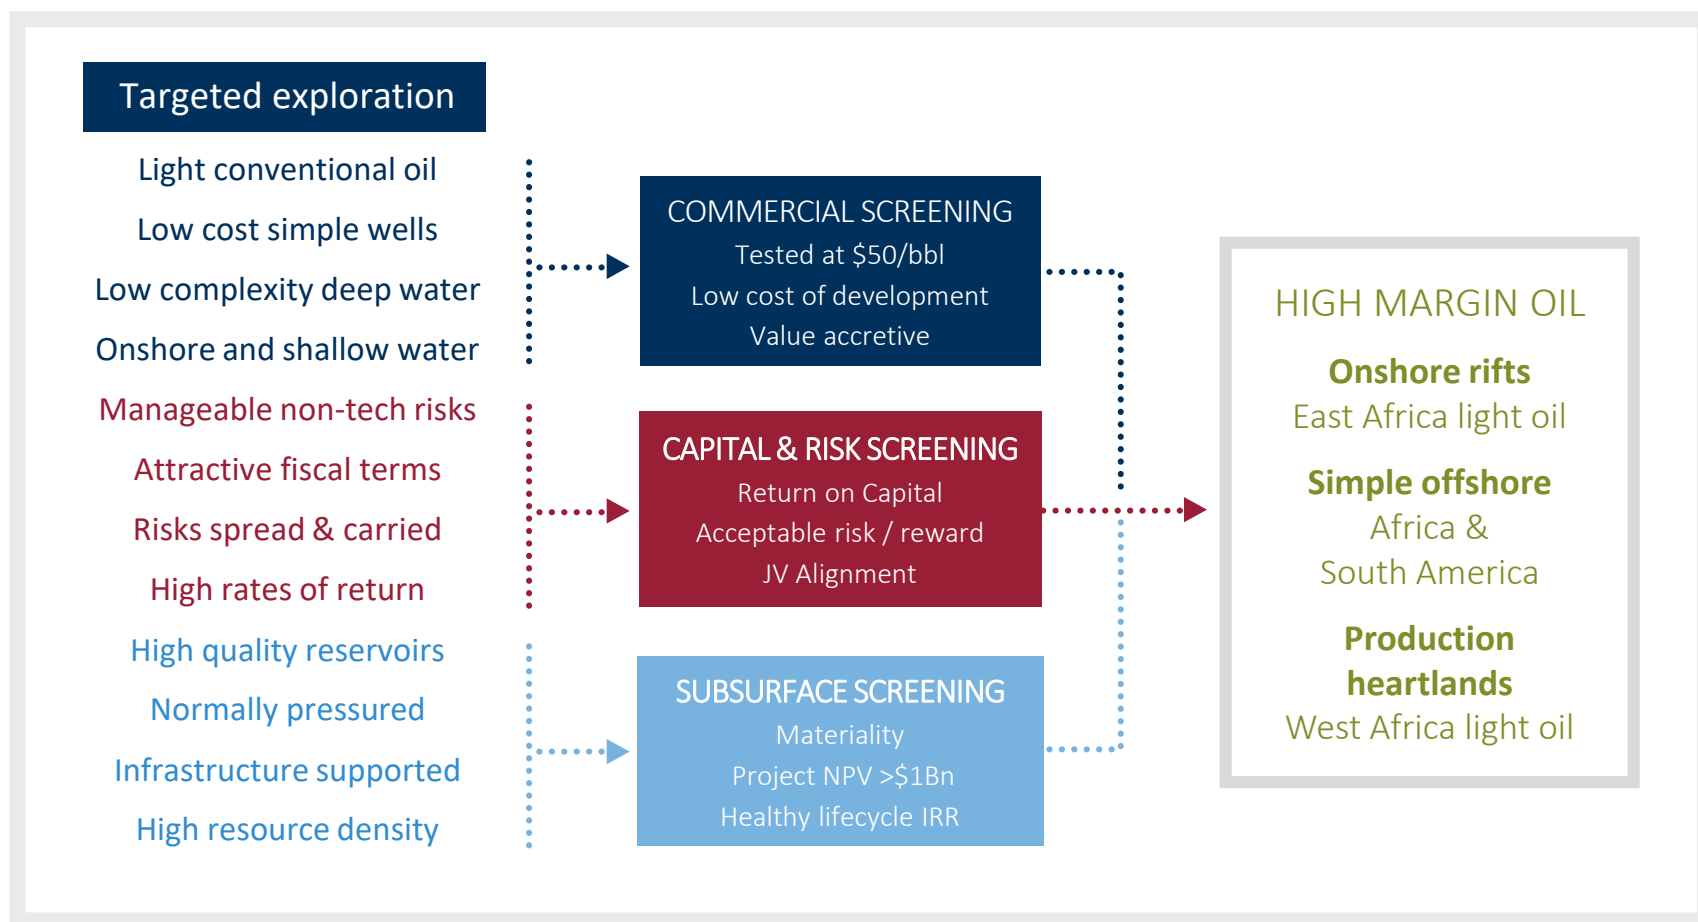 Targeted exploration
Light conventional oil
Low cost simple wells
Low complexity deep water
Onshore and shallow water
Manageable non-tech risks
Attractive fiscal terms
Risks spread & carried
High rates of return
High quality reservoirs
Normally pressured
Infrastructure supported
High resource density
COMMERCIAL SCREENING
Tested at $50/bbl
Low cost of development
Value accretive
CAPITAL & RISK SCREENING
Return on Capital
Acceptable risk / reward
JV Alignment
SUBSURFACE SCREENING
Materiality
Project NPV >$1Bn
Healthy lifecycle IRR
HIGH MARGIN OIL
Onshore rifts
East Africa light oil
Simple offshore
Africa &
South America
Production
heartlands
West Africa light oil